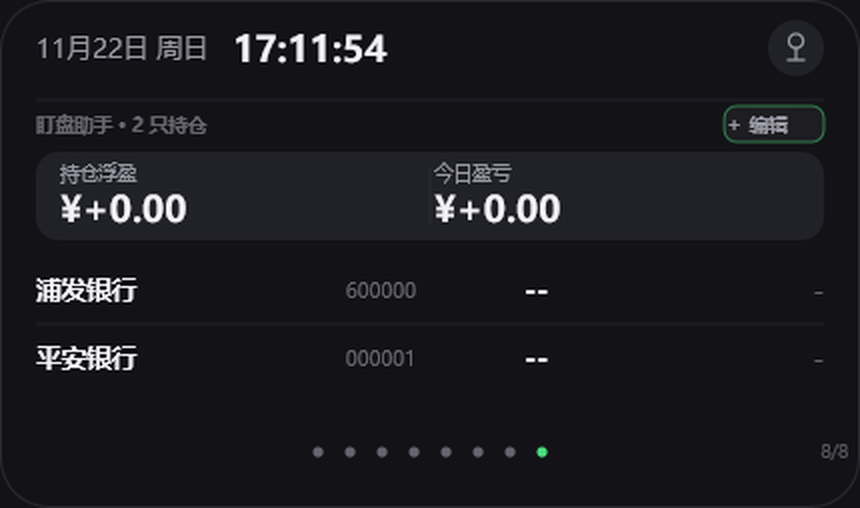 11月22日 周日 17:11:54
盯盘助手 • 2 只持仓
+ 编辑
持仓浮盈 今日盈亏
¥+0.00 ¥+0.00
浦发银行 600000 -- –
平安银行 000001 -- –
8/8